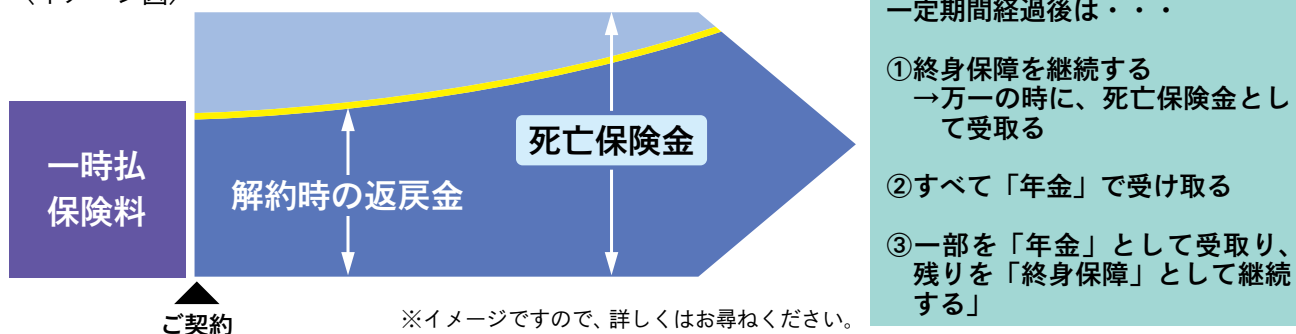 (イメージ図)
一時払
保険料
解約時の返戻金
死亡保険金
ご契約
※イメージですので、詳しくはお尋ねください。
一定期間経過後は・・・
①終身保障を継続する
→万一の時に、死亡保険金とし
て受取る
②すべて「年金」で受け取る
③一部を「年金」として受取り、
残りを「終身保障」として継続
する」